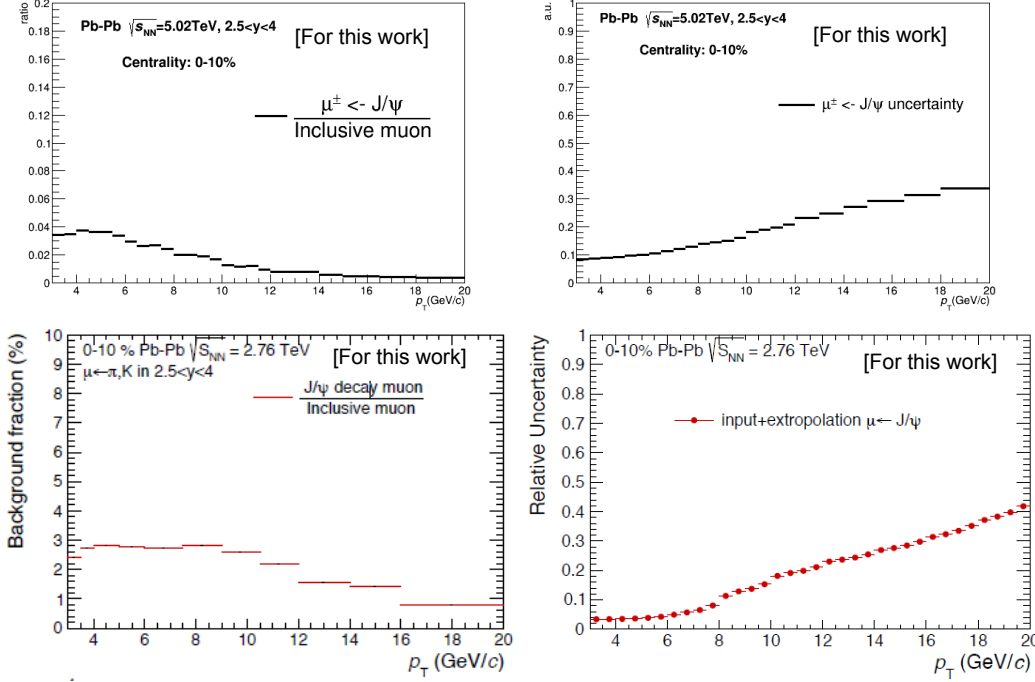 ratio
0.2
0.18
0.16
0.14
0.12
0.1
0.08
0.06
0.04
0.02
0
Pb-Pb √s_NN=5.02TeV, 2.5<y<4
[For this work]
Centrality: 0-10%
μ± <- J/ψ
Inclusive muon
4 6 8 10 12 14 16 18 20
p_T(GeV/c)
a.u.
1
0.9
0.8
0.7
0.6
0.5
0.4
0.3
0.2
0.1
0
Pb-Pb √s_NN=5.02TeV, 2.5<y<4
[For this work]
Centrality: 0-10%
μ± <- J/ψ uncertainty
4 6 8 10 12 14 16 18 20
p_T(GeV/c)
Background fraction (%)
10
9
8
7
6
5
4
3
2
1
0
0-10 % Pb-Pb √S_NN = 2.76 TeV
[For this work]
μ←π,K in 2.5<y<4
J/ψ decay muon
Inclusive muon
4 6 8 10 12 14 16 18 20
p_T (GeV/c)
Relative Uncertainty
1
0.9
0.8
0.7
0.6
0.5
0.4
0.3
0.2
0.1
0
0-10% Pb-Pb √S_NN = 2.76 TeV
[For this work]
input+extropolation μ← J/ψ
4 6 8 10 12 14 16 18 20
p_T (GeV/c)